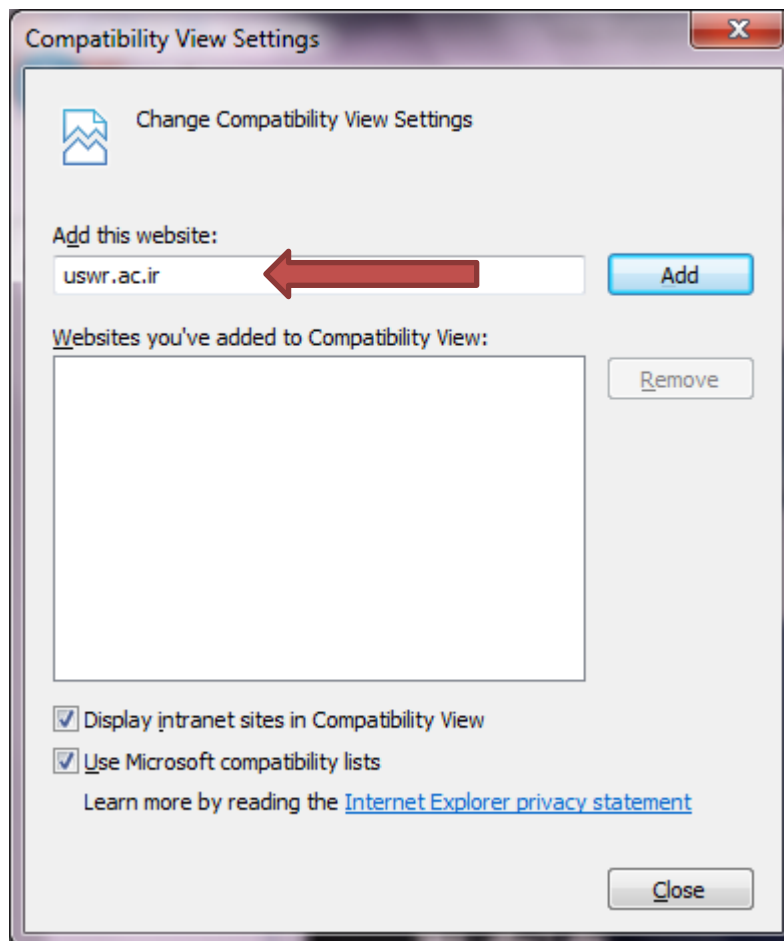 Compatibility View Settings
Change Compatibility View Settings
Add this website:
uswr.ac.ir
Add
Websites you've added to Compatibility View:
Remove
Display intranet sites in Compatibility View
Use Microsoft compatibility lists
Learn more by reading the Internet Explorer privacy statement
Close